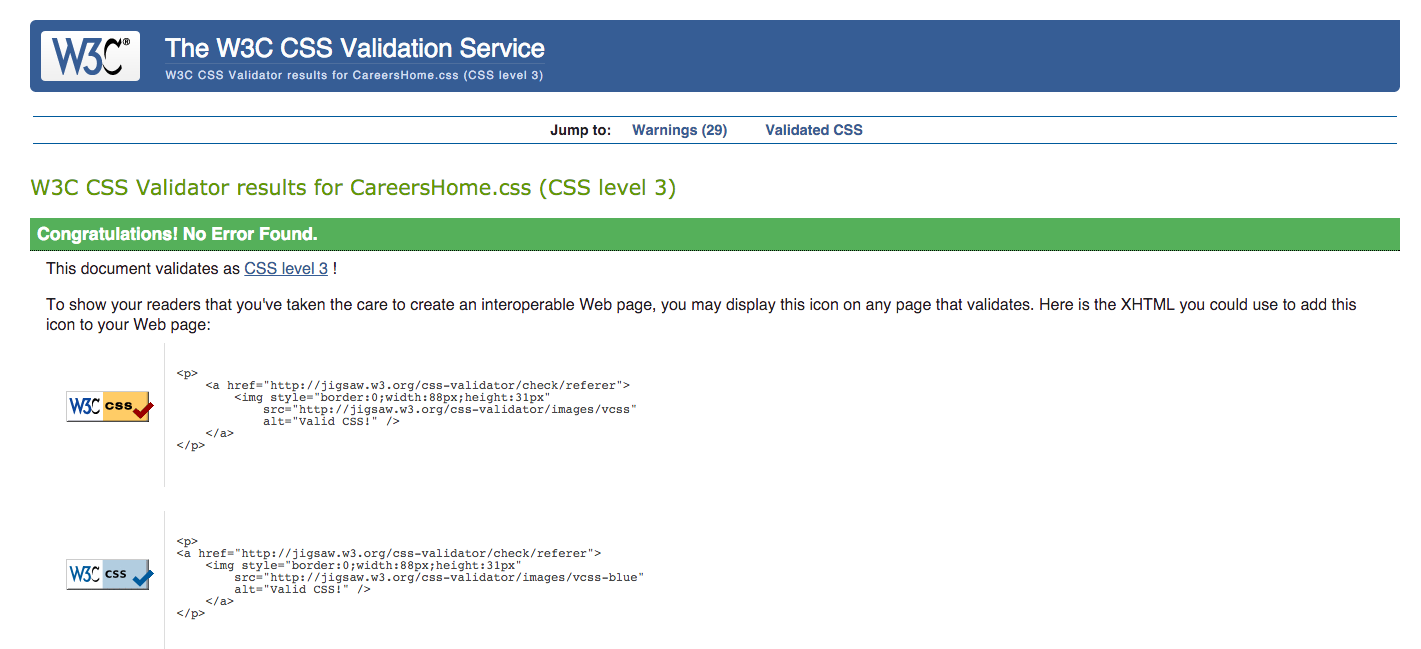 W3C®
The W3C CSS Validation Service
W3C CSS Validator results for CareersHome.css (CSS level 3)
Jump to: Warnings (29) Validated CSS
W3C CSS Validator results for CareersHome.css (CSS level 3)
Congratulations! No Error Found.
This document validates as CSS level 3 !
To show your readers that you've taken the care to create an interoperable Web page, you may display this icon on any page that validates. Here is the XHTML you could use to add this
icon to your Web page:
W3C css
<p>
    <a href="http://jigsaw.w3.org/css-validator/check/referer">
        <img style="border:0;width:88px;height:31px"
            src="http://jigsaw.w3.org/css-validator/images/vcss"
            alt="Valid CSS!" />
    </a>
</p>
W3C css
<p>
<a href="http://jigsaw.w3.org/css-validator/check/referer">
    <img style="border:0;width:88px;height:31px"
        src="http://jigsaw.w3.org/css-validator/images/vcss-blue"
        alt="Valid CSS!" />
    </a>
</p>